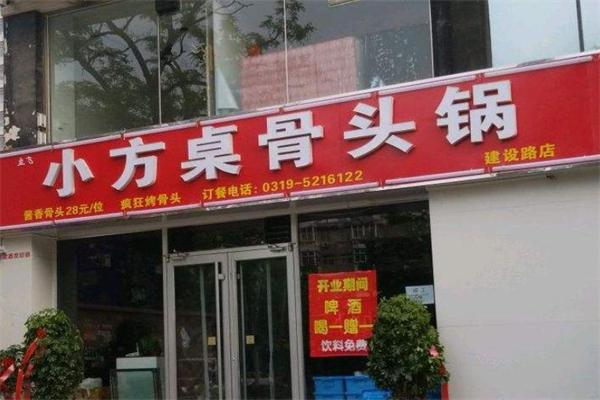 立飞
小方桌骨头锅
酱香骨头28元/位 疯狂烤骨头 订餐电话:0319-5216122 建设路店
开业期间
啤酒
喝一赠一
饮料免费